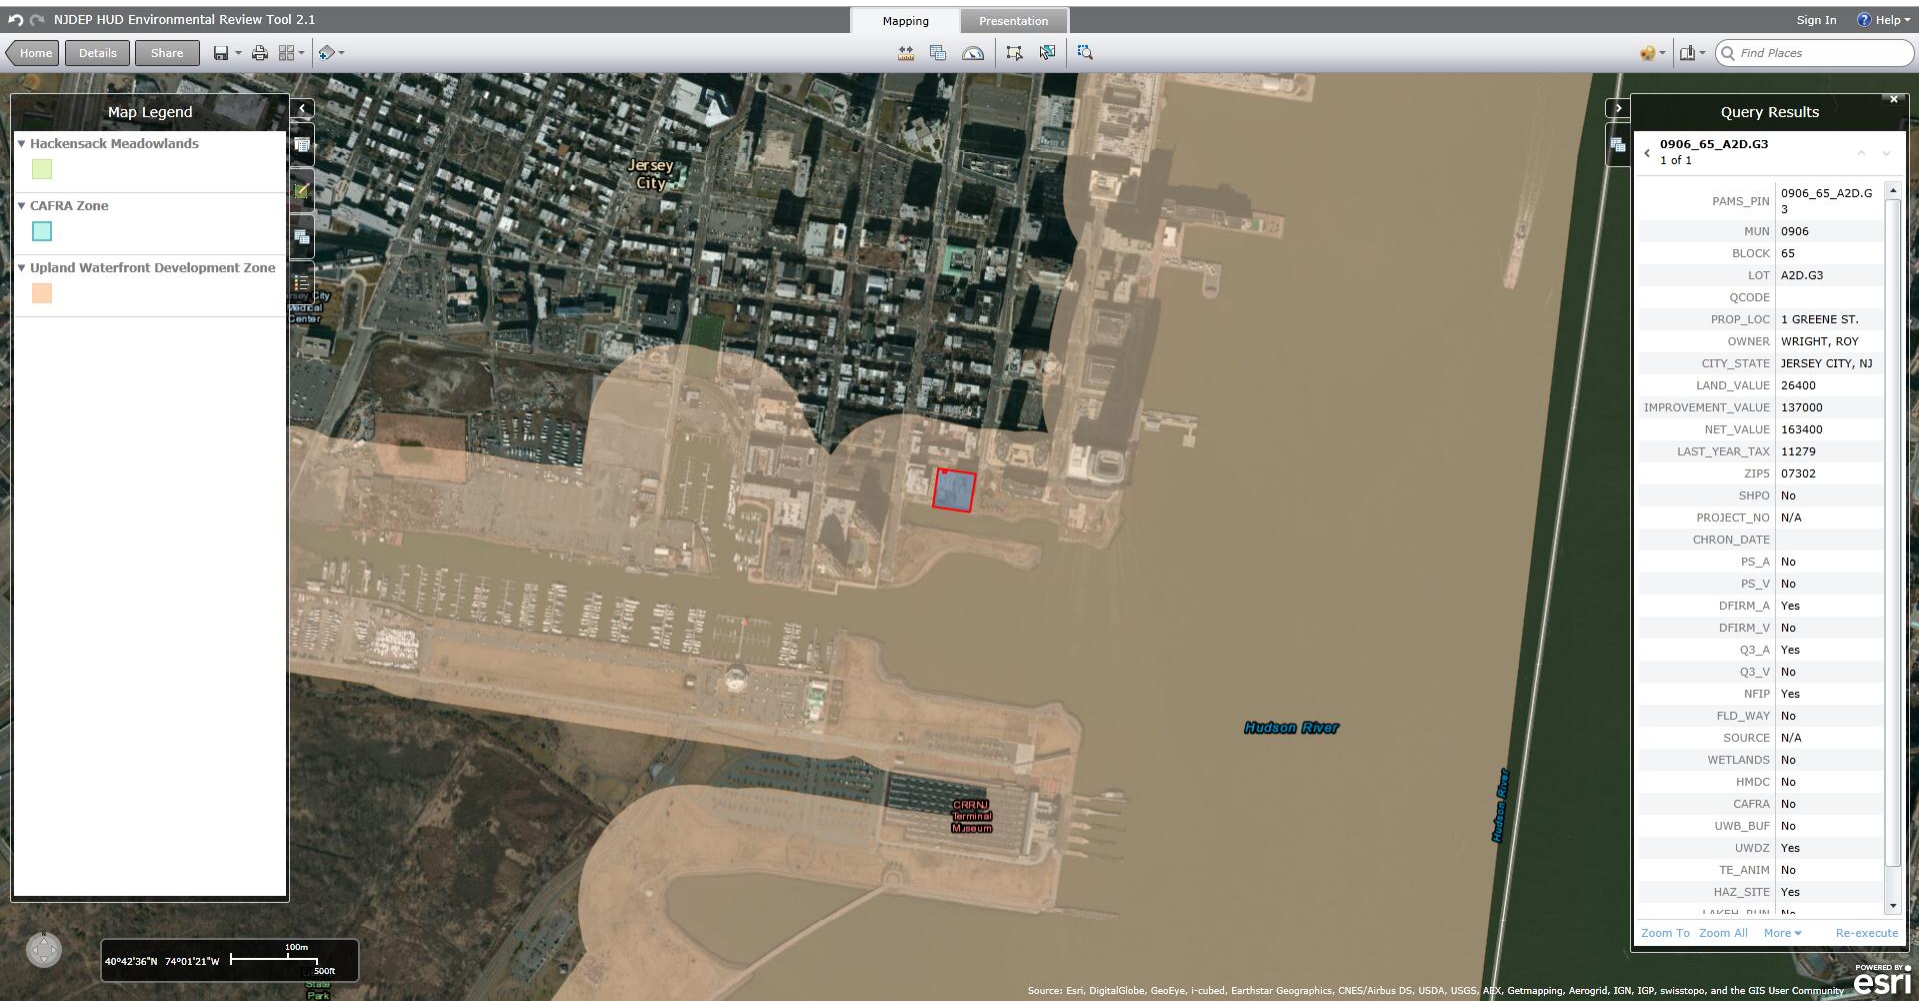 NJDEP HUD Environmental Review Tool 2.1
Mapping
Presentation
Sign In
Help
Home
Details
Share
Find Places
Map Legend
Hackensack Meadowlands
CAFRA Zone
Upland Waterfront Development Zone
Jersey
City
Medical
Center
Hudson River
Hudson River
CRRNJ
Terminal
Museum
State
Park
N
40°42'36"N 74°01'21"W
100m
500ft
Query Results
0906_65_A2D.G3
1 of 1
PAMS_PIN 0906_65_A2D.G
3
MUN 0906
BLOCK 65
LOT A2D.G3
QCODE
PROP_LOC 1 GREENE ST.
OWNER WRIGHT, ROY
CITY_STATE JERSEY CITY, NJ
LAND_VALUE 26400
IMPROVEMENT_VALUE 137000
NET_VALUE 163400
LAST_YEAR_TAX 11279
ZIP5 07302
SHPO No
PROJECT_NO N/A
CHRON_DATE
PS_A No
PS_V No
DFIRM_A Yes
DFIRM_V No
Q3_A Yes
Q3_V No
NFIP Yes
FLD_WAY No
SOURCE N/A
WETLANDS No
HMDC No
CAFRA No
UWB_BUF No
UWDZ Yes
TE_ANIM No
HAZ_SITE Yes
Zoom To Zoom All More Re-execute
Source: Esri, DigitalGlobe, GeoEye, i-cubed, Earthstar Geographics, CNES/Airbus DS, USDA, USGS, AEX, Getmapping, Aerogrid, IGN, IGP, swisstopo, and the GIS User Community
POWERED BY
esri